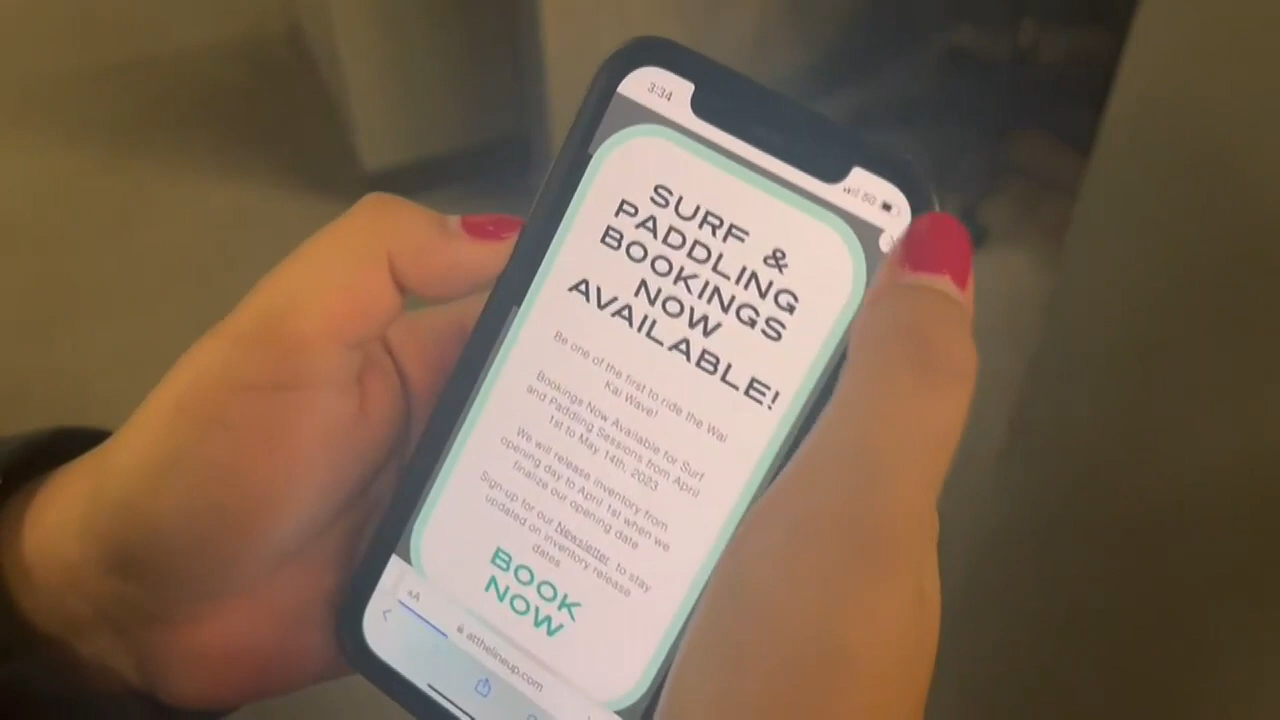 3:34
5G
SURF &
PADDLING
BOOKINGS
NOW
AVAILABLE!
Be one of the first to ride the Wai
Kai Wave!
Bookings Now Available for Surf
and Paddling Sessions from April
1st to May 14th, 2023
We will release inventory from
opening day to April 1st when we
finalize our opening date
Sign-up for our Newsletter to stay
updated on inventory release
dates
BOOK
NOW
AA
atthelineup.com